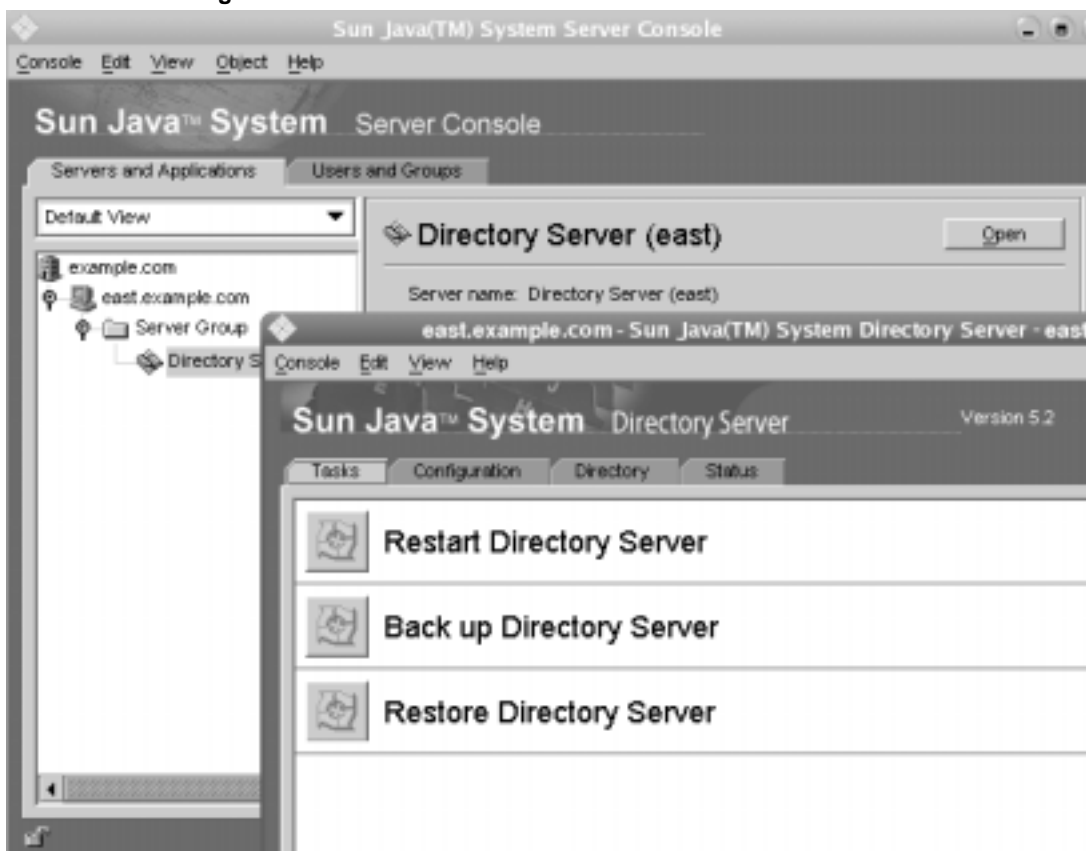 Sun Java(TM) System Server Console
Console Edit View Object Help
Sun Java™ System Server Console
Servers and Applications Users and Groups
Default View
Directory Server (east) Open
example.com
east.example.com
Server name: Directory Server (east)
Server Group
Directory S
east.example.com - Sun Java(TM) System Directory Server - east
Console Edit View Help
Sun Java™ System Directory Server Version 5.2
Tasks Configuration Directory Status
Restart Directory Server
Back up Directory Server
Restore Directory Server